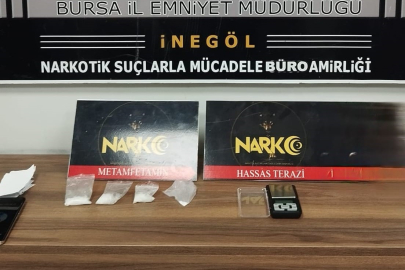 BURSA İL EMNİYET MÜDÜRLÜĞÜ
İNEGÖL
NARKOTİK SUÇLARLA MÜCADELE BÜRO AMİRLİĞİ
NARKO
NARKO
METAMFETAMİN
HASSAS TERAZİ